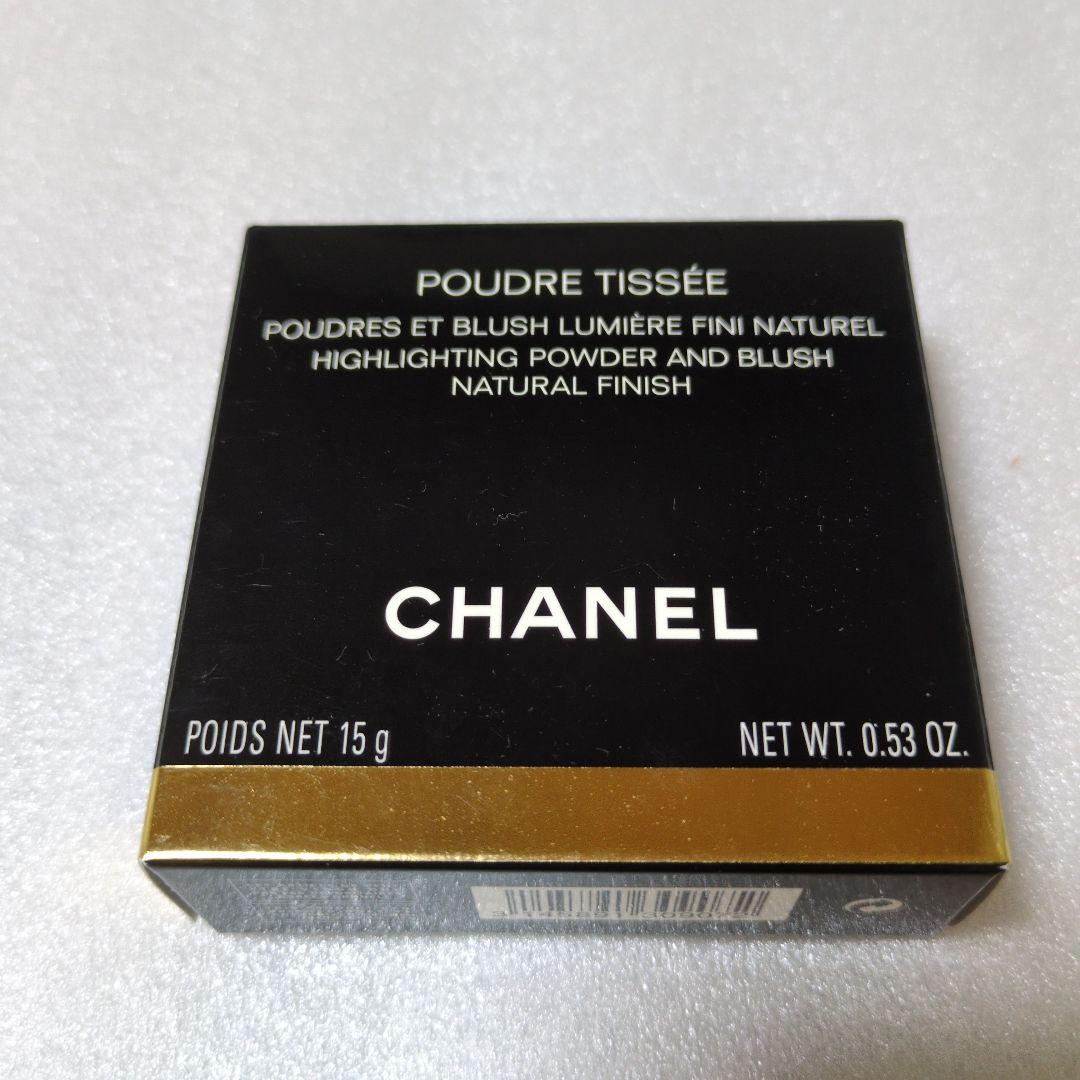 POUDRE TISSÉE
POUDRES ET BLUSH LUMIÈRE FINI NATUREL
HIGHLIGHTING POWDER AND BLUSH
NATURAL FINISH
CHANEL
POIDS NET 15 g
NET WT. 0.53 OZ.